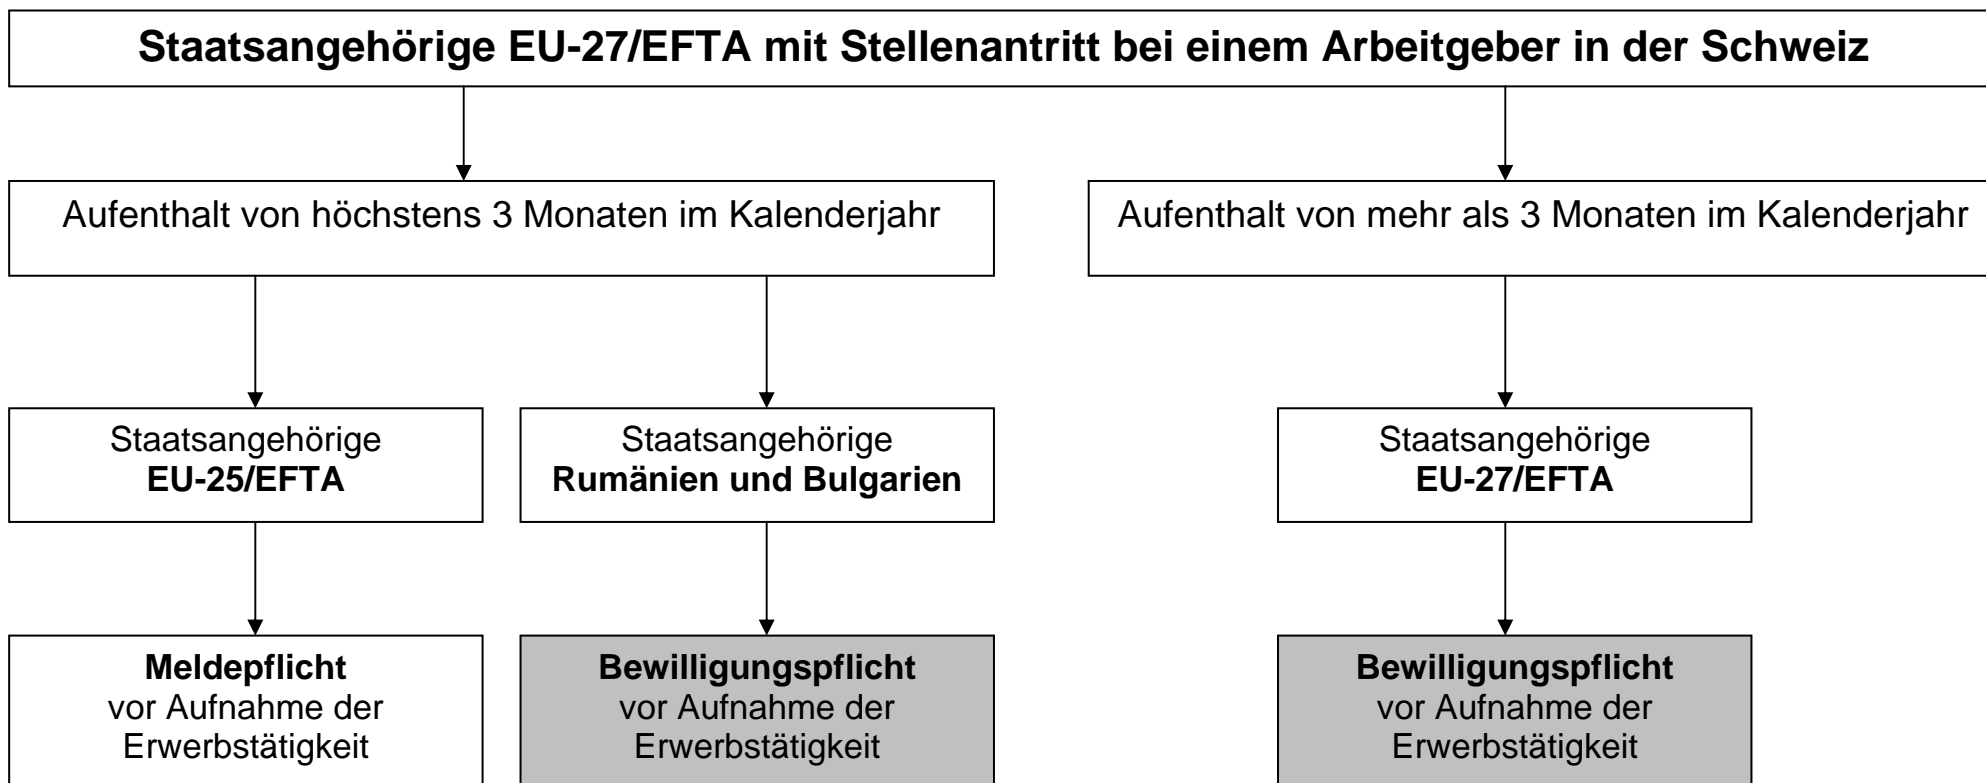 Staatsangehörige EU-27/EFTA mit Stellenantritt bei einem Arbeitgeber in der Schweiz
Aufenthalt von höchstens 3 Monaten im Kalenderjahr
Aufenthalt von mehr als 3 Monaten im Kalenderjahr
Staatsangehörige
EU-25/EFTA
Staatsangehörige
Rumänien und Bulgarien
Staatsangehörige
EU-27/EFTA
Meldepflicht
vor Aufnahme der
Erwerbstätigkeit
Bewilligungspflicht
vor Aufnahme der
Erwerbstätigkeit
Bewilligungspflicht
vor Aufnahme der
Erwerbstätigkeit